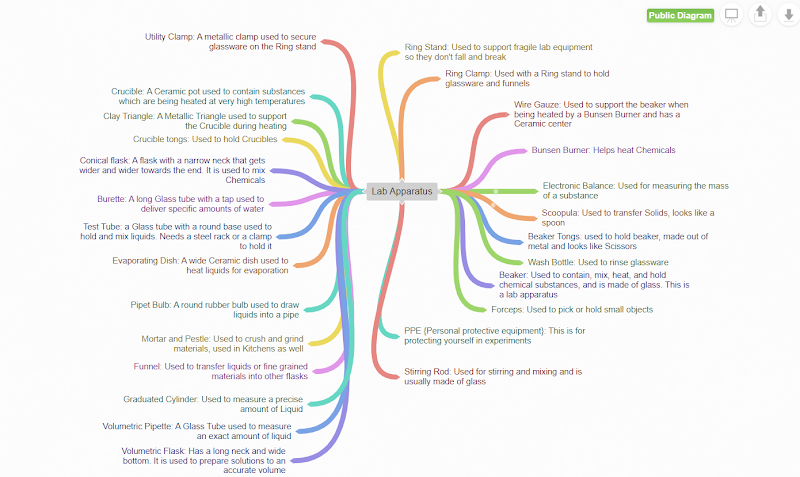 Public Diagram
Utility Clamp: A metallic clamp used to secure
glassware on the Ring stand
Crucible: A Ceramic pot used to contain substances
which are being heated at very high temperatures
Clay Triangle: A Metallic Triangle used to support
the Crucible during heating
Crucible tongs: Used to hold Crucibles
Conical flask: A flask with a narrow neck that gets
wider and wider towards the end. It is used to mix
Chemicals
Burette: A long Glass tube with a tap used to
deliver specific amounts of water
Test Tube: a Glass tube with a round base used to
hold and mix liquids. Needs a steel rack or a clamp
to hold it
Evaporating Dish: A wide Ceramic dish used to
heat liquids for evaporation
Pipet Bulb: A round rubber bulb used to draw
liquids into a pipe
Mortar and Pestle: Used to crush and grind
materials, used in Kitchens as well
Funnel: Used to transfer liquids or fine grained
materials into other flasks
Graduated Cylinder: Used to measure a precise
amount of Liquid
Volumetric Pipette: A Glass Tube used to measure
an exact amount of liquid
Volumetric Flask: Has a long neck and wide
bottom. It is used to prepare solutions to an
accurate volume
Lab Apparatus
Ring Stand: Used to support fragile lab equipment
so they don't fall and break
Ring Clamp: Used with a Ring stand to hold
glassware and funnels
Wire Gauze: Used to support the beaker when
being heated by a Bunsen Burner and has a
Ceramic center
Bunsen Burner: Helps heat Chemicals
Electronic Balance: Used for measuring the mass
of a substance
Scoopula: Used to transfer Solids, looks like a
spoon
Beaker Tongs: used to hold beaker, made out of
metal and looks like Scissors
Wash Bottle: Used to rinse glassware
Beaker: Used to contain, mix, heat, and hold
chemical substances, and is made of glass. This is
a lab apparatus
Forceps: Used to pick or hold small objects
PPE {Personal protective equipment}: This is for
protecting yourself in experiments
Stirring Rod: Used for stirring and mixing and is
usually made of glass